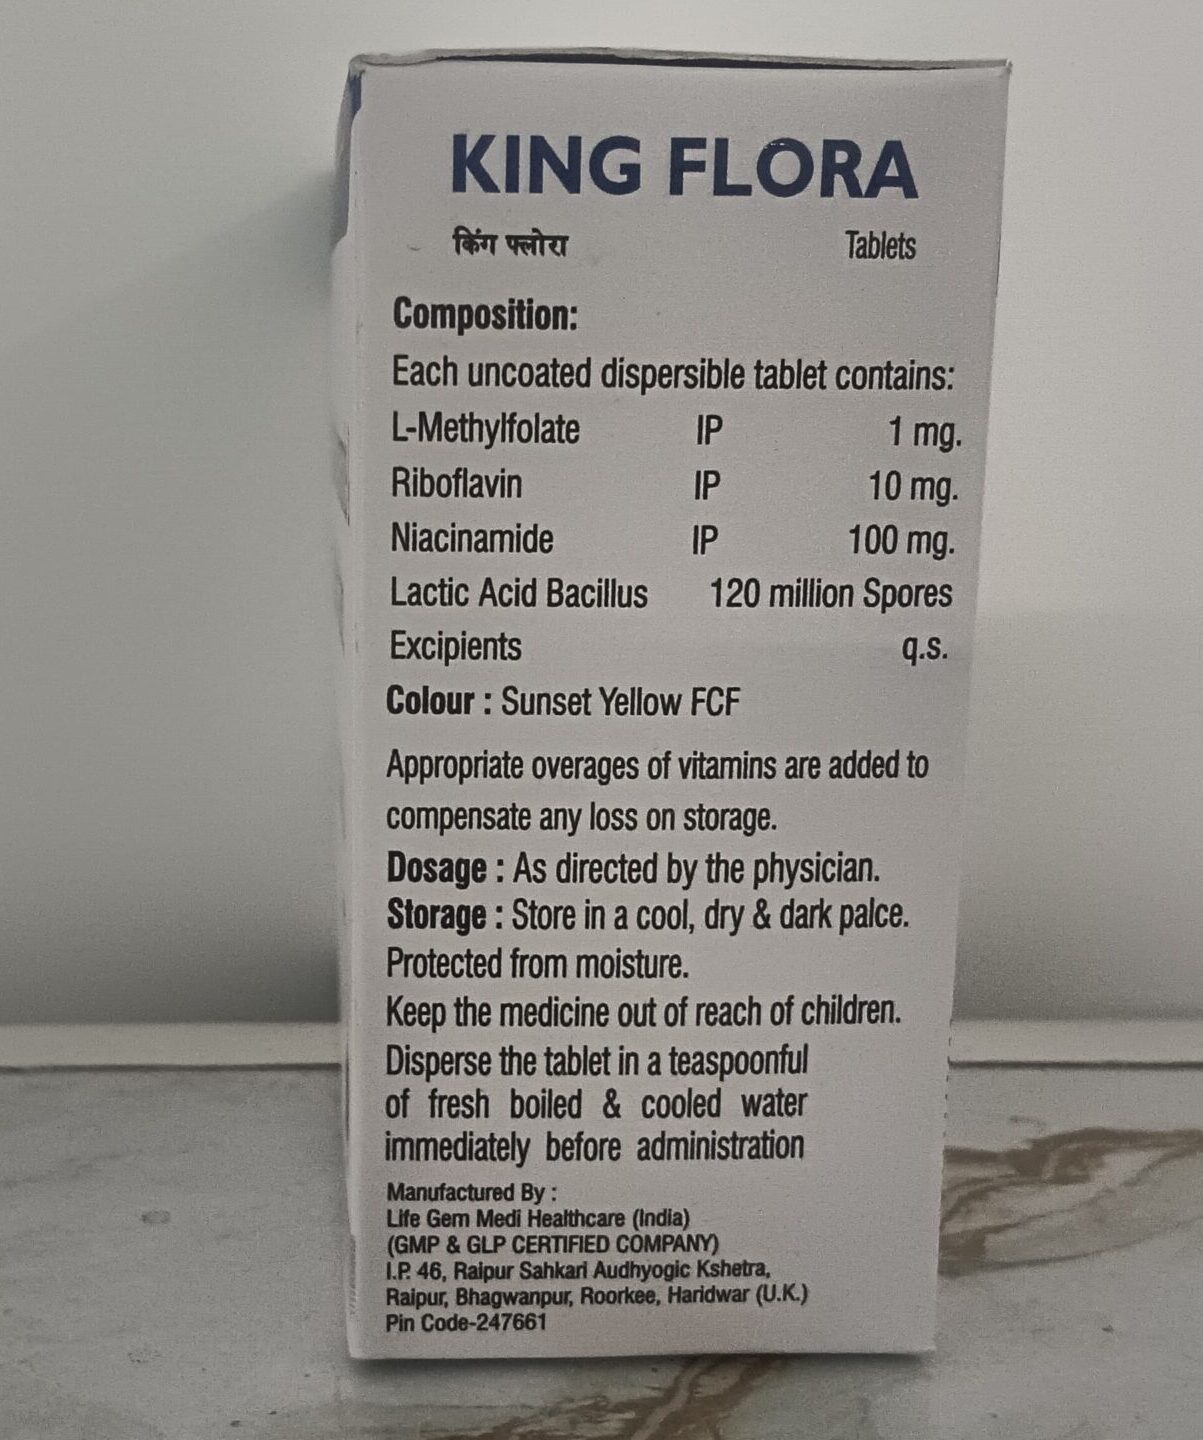 KING FLORA
किंग फ्लोरा Tablets
Composition:
Each uncoated dispersible tablet contains:
L-Methylfolate IP 1 mg.
Riboflavin IP 10 mg.
Niacinamide IP 100 mg.
Lactic Acid Bacillus 120 million Spores
Excipients q.s.
Colour : Sunset Yellow FCF
Appropriate overages of vitamins are added to
compensate any loss on storage.
Dosage : As directed by the physician.
Storage : Store in a cool, dry & dark palce.
Protected from moisture.
Keep the medicine out of reach of children.
Disperse the tablet in a teaspoonful
of fresh boiled & cooled water
immediately before administration
Manufactured By :
Life Gem Medi Healthcare (India)
(GMP & GLP CERTIFIED COMPANY)
I.P. 46, Raipur Sahkari Audhyogic Kshetra,
Raipur, Bhagwanpur, Roorkee, Haridwar (U.K.)
Pin Code-247661